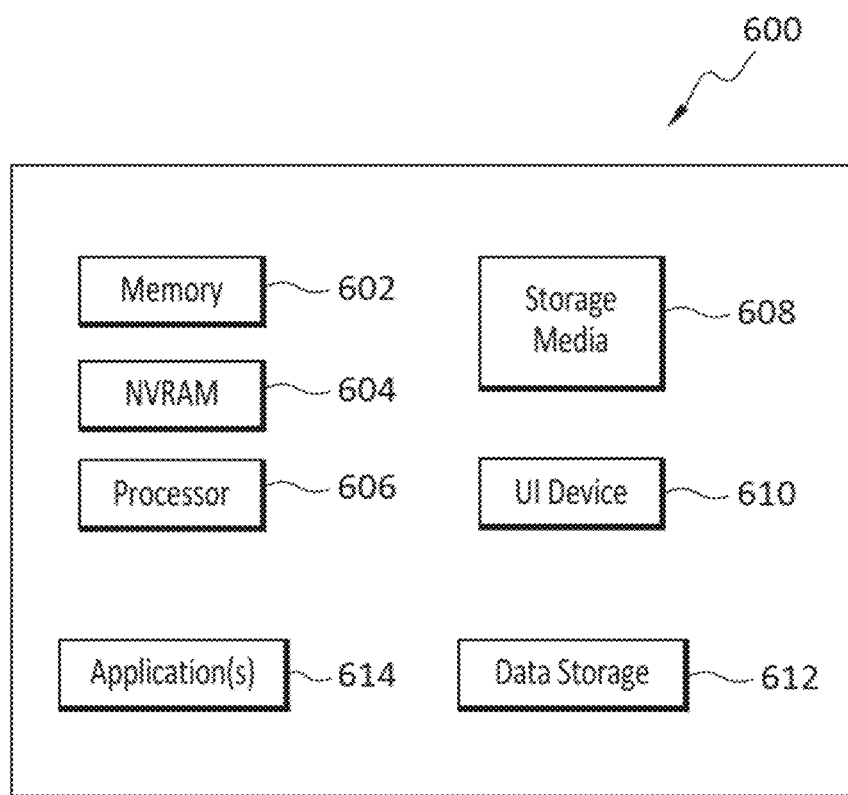 600
Memory
602
Storage
Media
608
NVRAM
604
Processor
606
UI Device
610
Application(s)
614
Data Storage
612